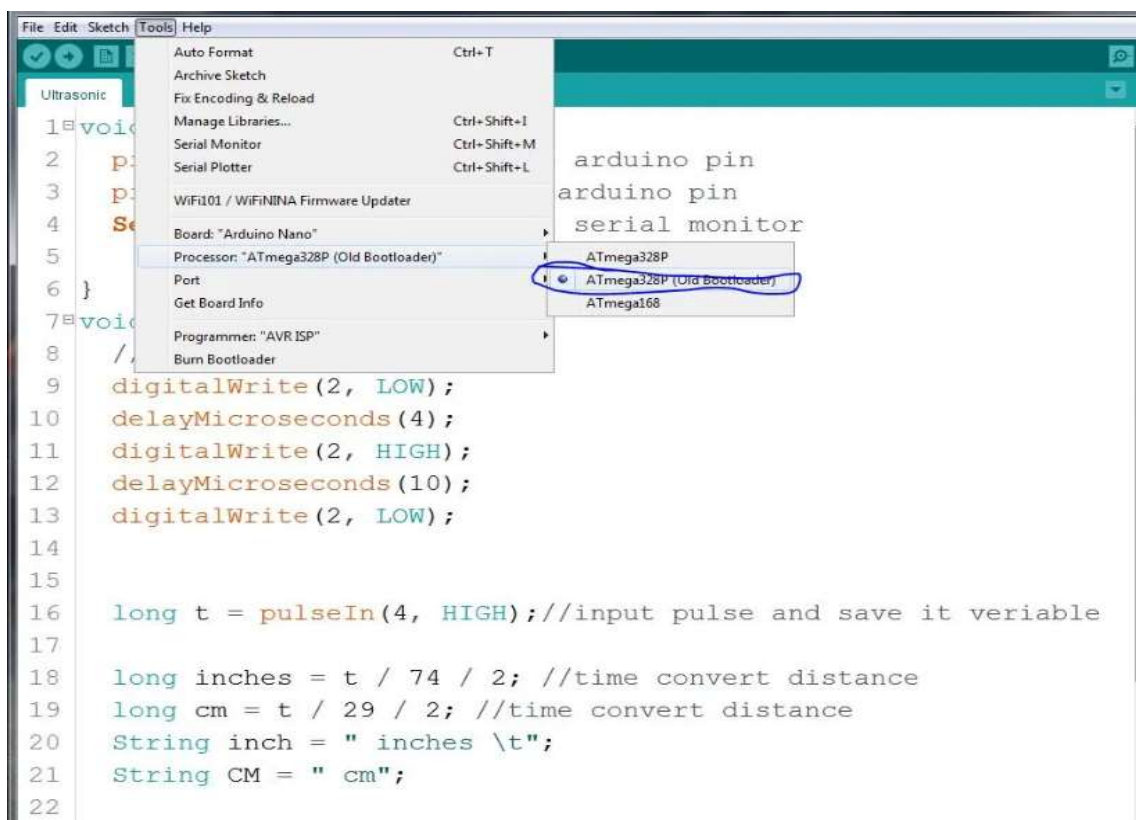 File Edit Sketch Tools Help
Auto Format Ctrl+T
Archive Sketch
Fix Encoding & Reload
Manage Libraries... Ctrl+Shift+I
Serial Monitor Ctrl+Shift+M
Serial Plotter Ctrl+Shift+L
WiFi101 / WiFiNINA Firmware Updater
Board: "Arduino Nano"
Processor: "ATmega328P (Old Bootloader)"
Port
Get Board Info
Programmer: "AVR ISP"
Burn Bootloader
ATmega328P
ATmega328P (Old Bootloader)
ATmega168
Ultrasonic
1 void
2 p arduino pin
3 p arduino pin
4 Se serial monitor
5
6 }
7 void
8 /
9 digitalWrite(2, LOW);
10 delayMicroseconds(4);
11 digitalWrite(2, HIGH);
12 delayMicroseconds(10);
13 digitalWrite(2, LOW);
14
15
16 long t = pulseIn(4, HIGH);//input pulse and save it veriable
17
18 long inches = t / 74 / 2; //time convert distance
19 long cm = t / 29 / 2; //time convert distance
20 String inch = " inches \t";
21 String CM = " cm";
22